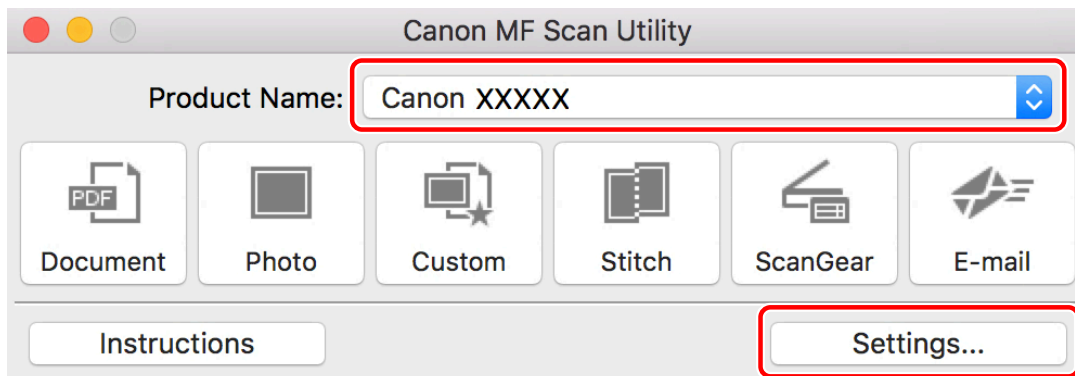 Canon MF Scan Utility
Product Name: Canon XXXXX
PDF
Document Photo Custom Stitch ScanGear E-mail
Instructions Settings...